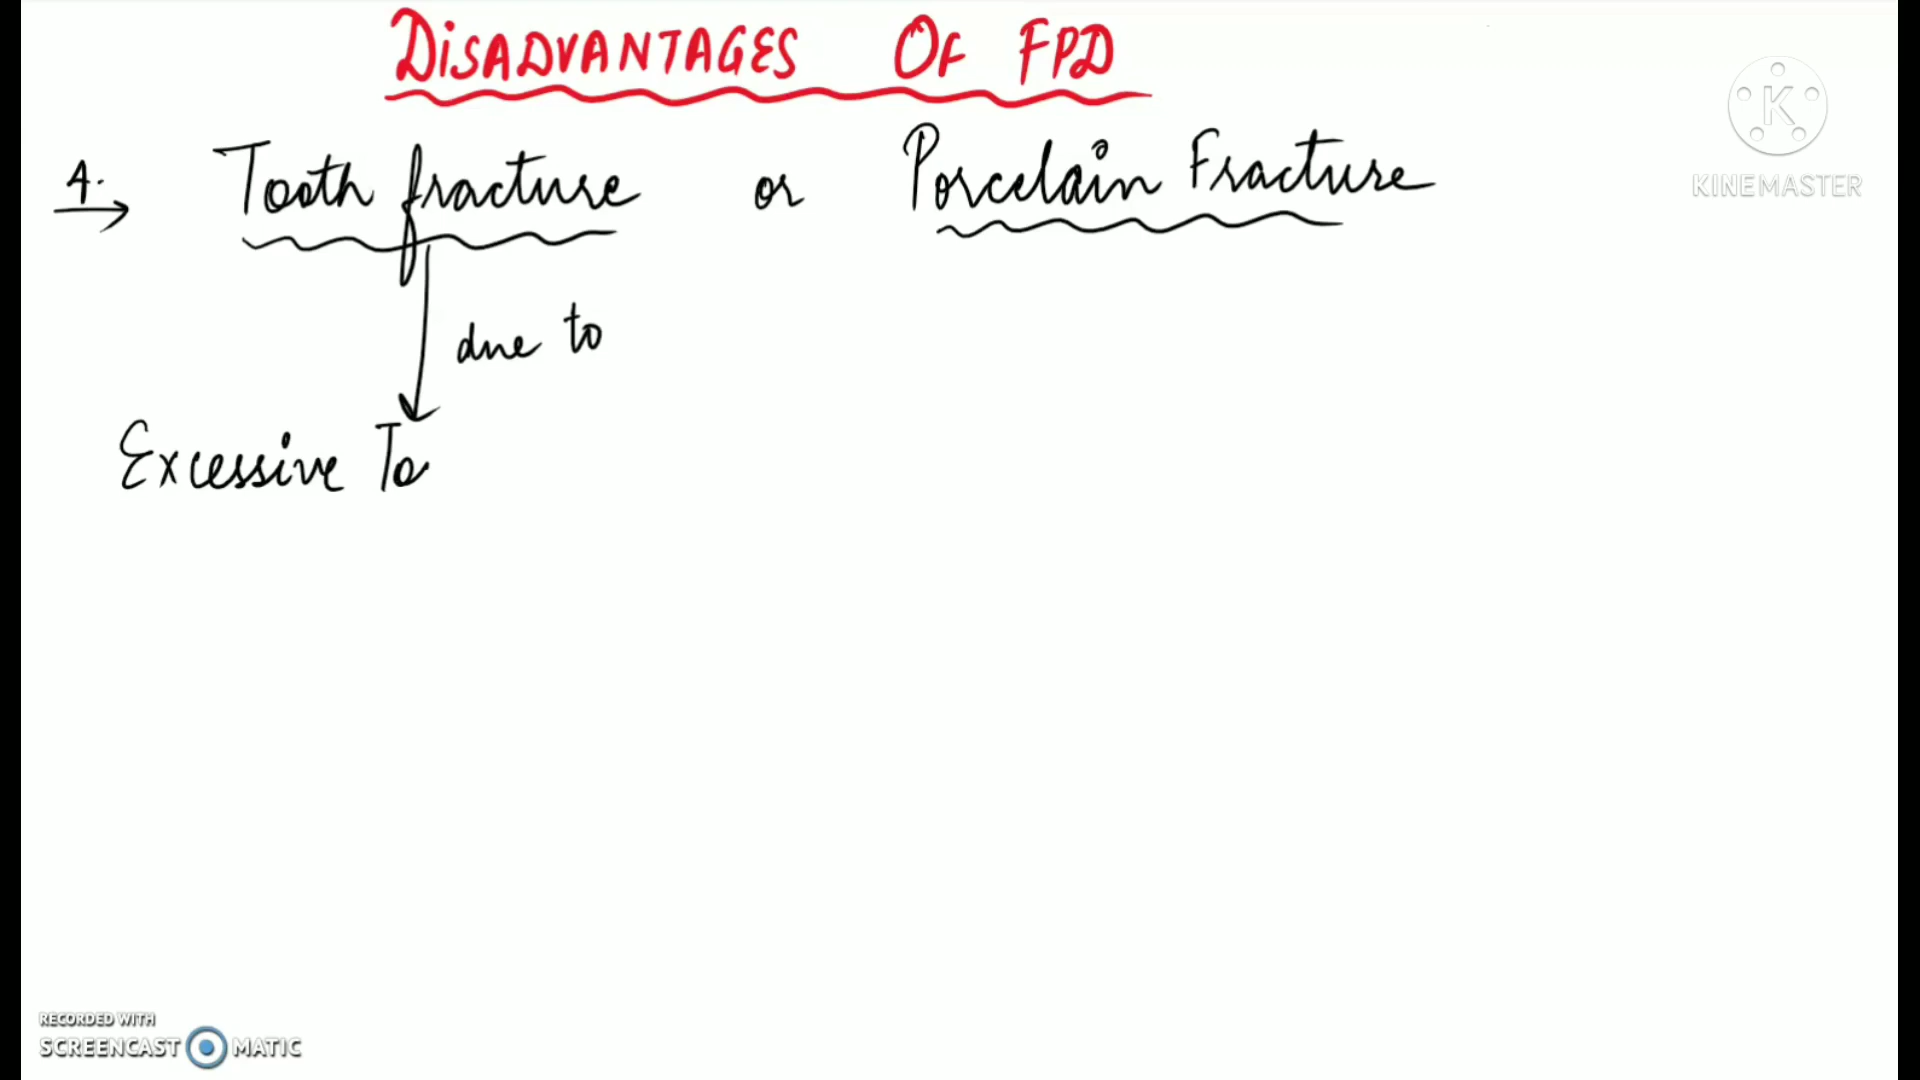 DISADVANTAGES OF FPD
4. Tooth fracture or Porcelain Fracture
due to
Excessive To
KINEMASTER
RECORDED WITH
SCREENCAST MATIC